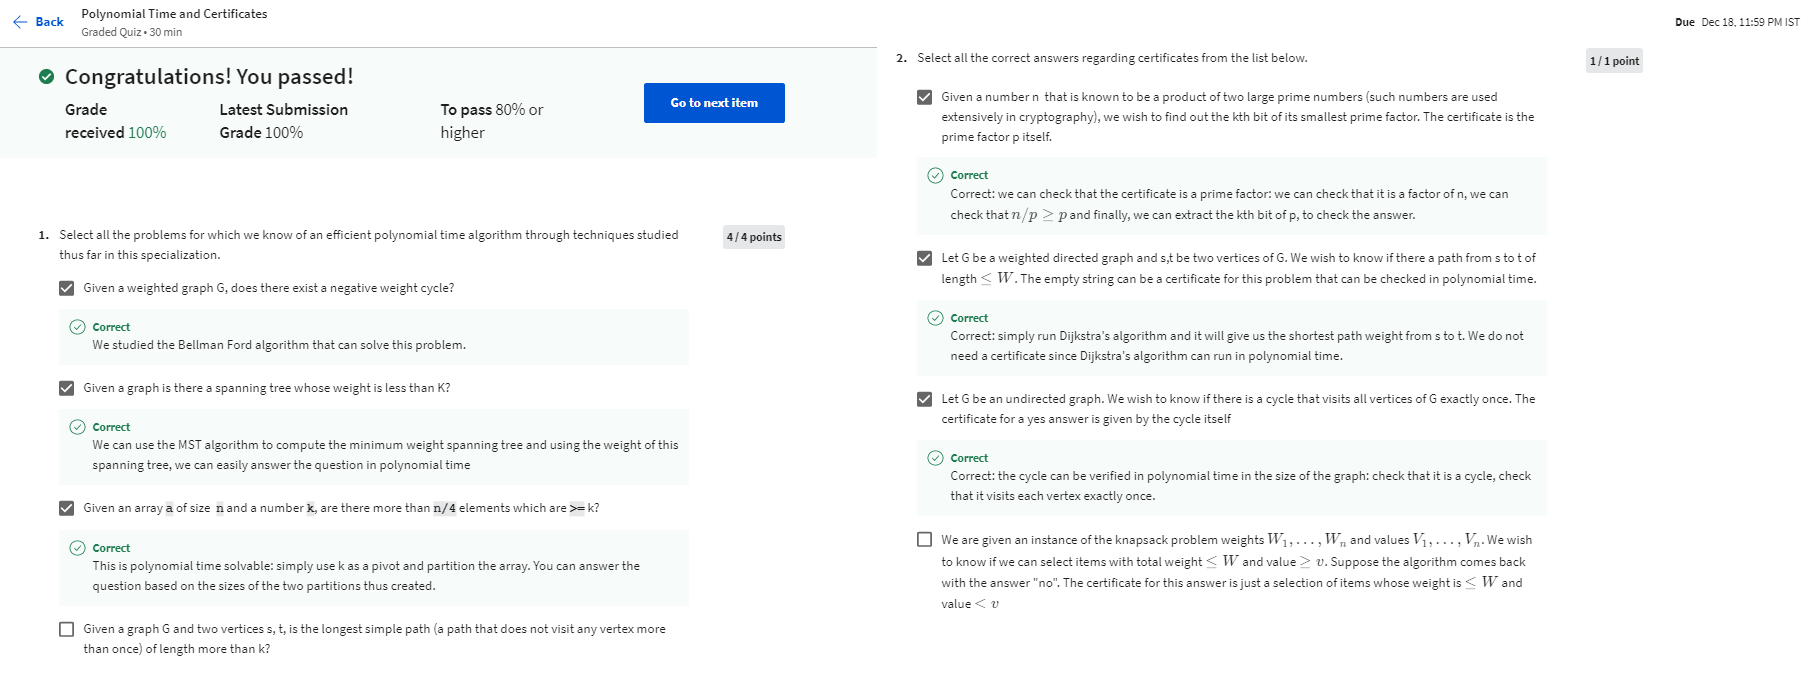 Back
Polynomial Time and Certificates
Graded Quiz • 30 min
Due Dec 18, 11:59 PM IST
Congratulations! You passed!
Grade
received 100%
Latest Submission
Grade 100%
To pass 80% or
higher
Go to next item
1. Select all the problems for which we know of an efficient polynomial time algorithm through techniques studied
thus far in this specialization.
4 / 4 points
Given a weighted graph G, does there exist a negative weight cycle?
Correct
We studied the Bellman Ford algorithm that can solve this problem.
Given a graph is there a spanning tree whose weight is less than K?
Correct
We can use the MST algorithm to compute the minimum weight spanning tree and using the weight of this
spanning tree, we can easily answer the question in polynomial time
Given an array a of size n and a number k, are there more than n/4 elements which are >= k?
Correct
This is polynomial time solvable: simply use k as a pivot and partition the array. You can answer the
question based on the sizes of the two partitions thus created.
Given a graph G and two vertices s, t, is the longest simple path (a path that does not visit any vertex more
than once) of length more than k?
2. Select all the correct answers regarding certificates from the list below.
1 / 1 point
Given a number n that is known to be a product of two large prime numbers (such numbers are used
extensively in cryptography), we wish to find out the kth bit of its smallest prime factor. The certificate is the
prime factor p itself.
Correct
Correct: we can check that the certificate is a prime factor: we can check that it is a factor of n, we can
check that n/p ≥ p and finally, we can extract the kth bit of p, to check the answer.
Let G be a weighted directed graph and s,t be two vertices of G. We wish to know if there a path from s to t of
length ≤ W. The empty string can be a certificate for this problem that can be checked in polynomial time.
Correct
Correct: simply run Dijkstra's algorithm and it will give us the shortest path weight from s to t. We do not
need a certificate since Dijkstra's algorithm can run in polynomial time.
Let G be an undirected graph. We wish to know if there is a cycle that visits all vertices of G exactly once. The
certificate for a yes answer is given by the cycle itself
Correct
Correct: the cycle can be verified in polynomial time in the size of the graph: check that it is a cycle, check
that it visits each vertex exactly once.
We are given an instance of the knapsack problem weights W₁, . . . , Wₙ and values V₁, . . . , Vₙ. We wish
to know if we can select items with total weight ≤ W and value ≥ v. Suppose the algorithm comes back
with the answer "no". The certificate for this answer is just a selection of items whose weight is ≤ W and
value < v